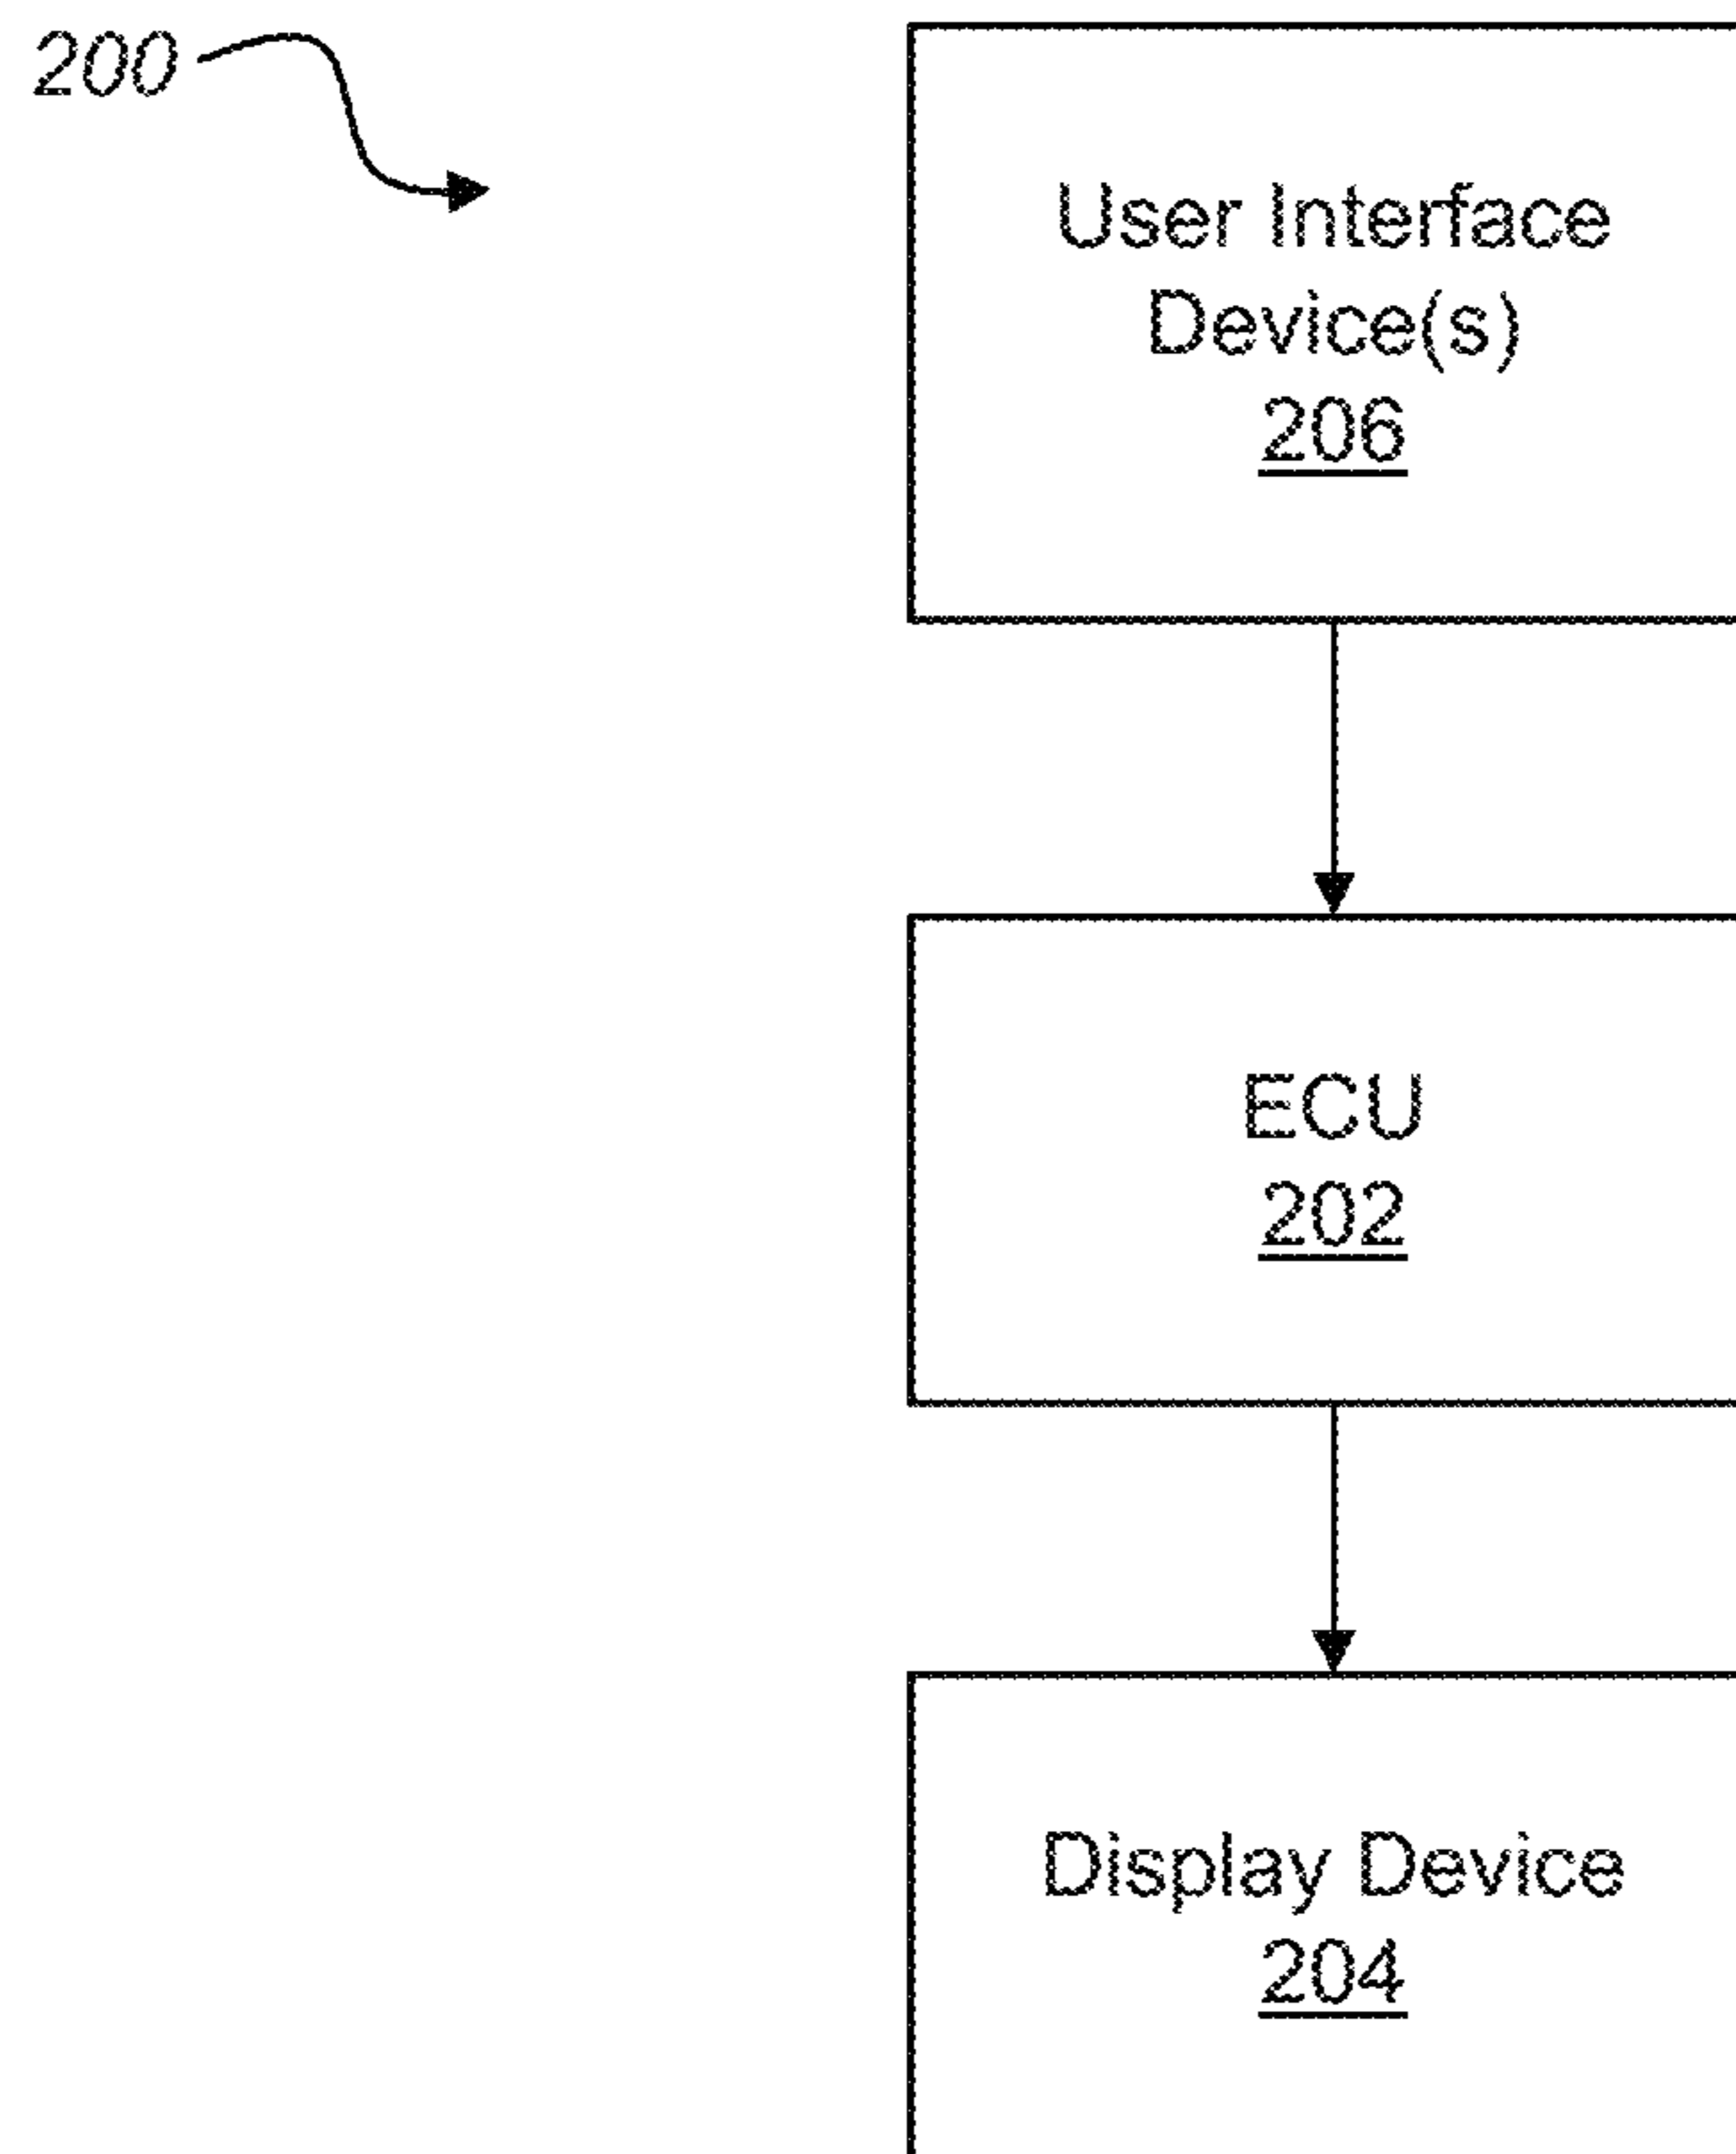 200
User Interface
Device(s)
206
ECU
202
Display Device
204